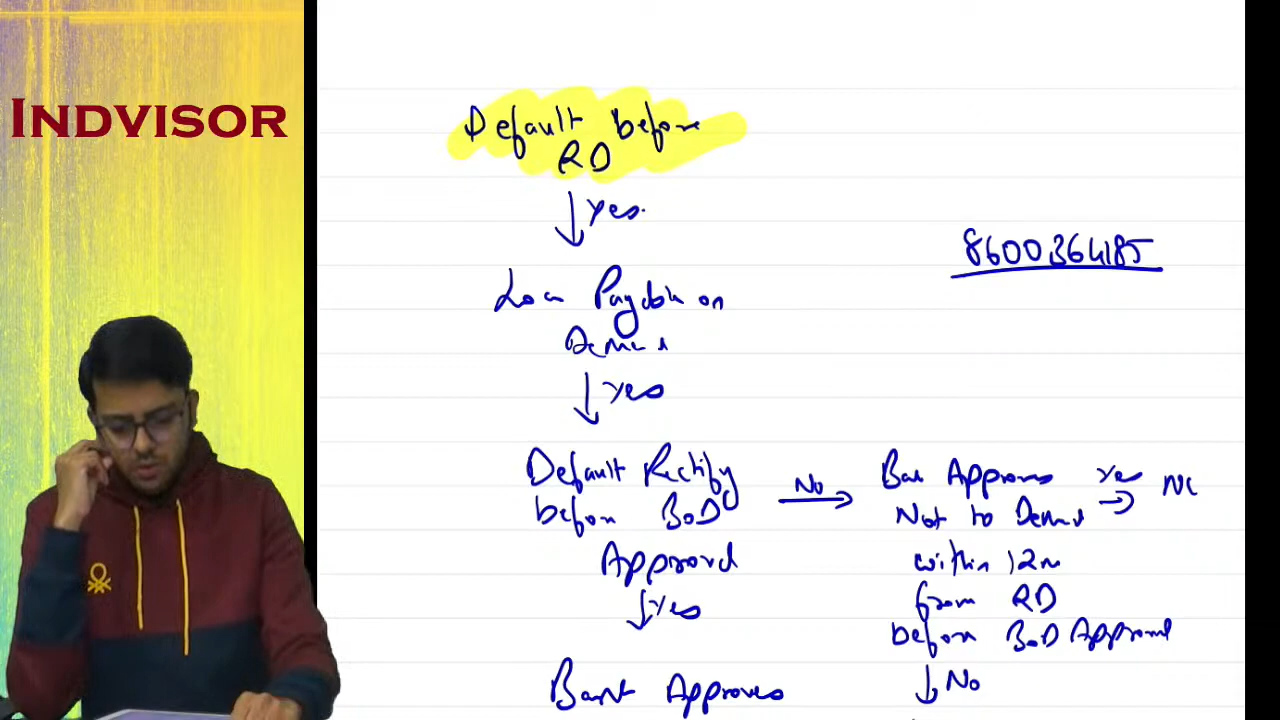 INDVISOR
Default before
RD
Yes.
8600364185
Loan Payable on
Demand
Yes
Default Rectify
before BoD
Approval
No
Bank Approves
Not to Demand
within 12m
from RD
before BoD Approval
Yes
NC
Yes
No
Bank Approves